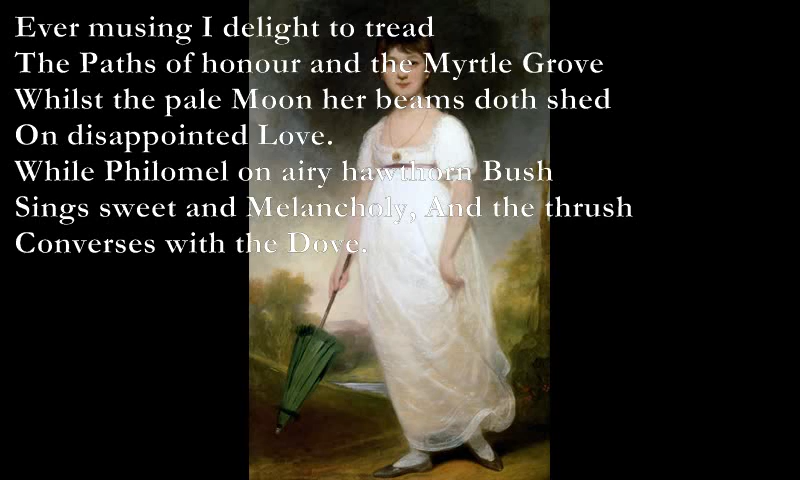 Ever musing I delight to tread
The Paths of honour and the Myrtle Grove
Whilst the pale Moon her beams doth shed
On disappointed Love.
While Philomel on airy hawthorn Bush
Sings sweet and Melancholy, And the thrush
Converses with the Dove.